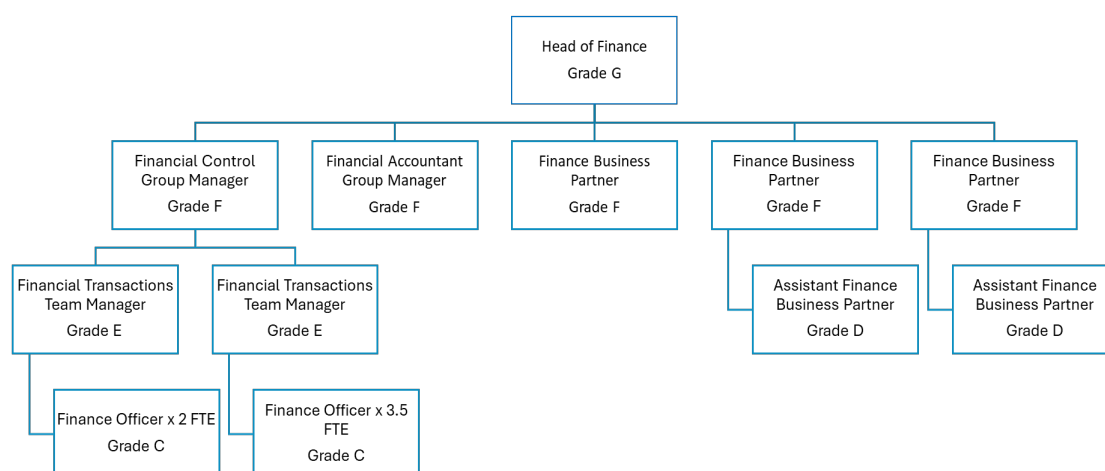 Head of Finance
Grade G
Financial Control
Group Manager
Grade F
Financial Accountant
Group Manager
Grade F
Finance Business
Partner
Grade F
Finance Business
Partner
Grade F
Finance Business
Partner
Grade F
Financial Transactions
Team Manager
Grade E
Financial Transactions
Team Manager
Grade E
Assistant Finance
Business Partner
Grade D
Assistant Finance
Business Partner
Grade D
Finance Officer x 2 FTE
Grade C
Finance Officer x 3.5
FTE
Grade C